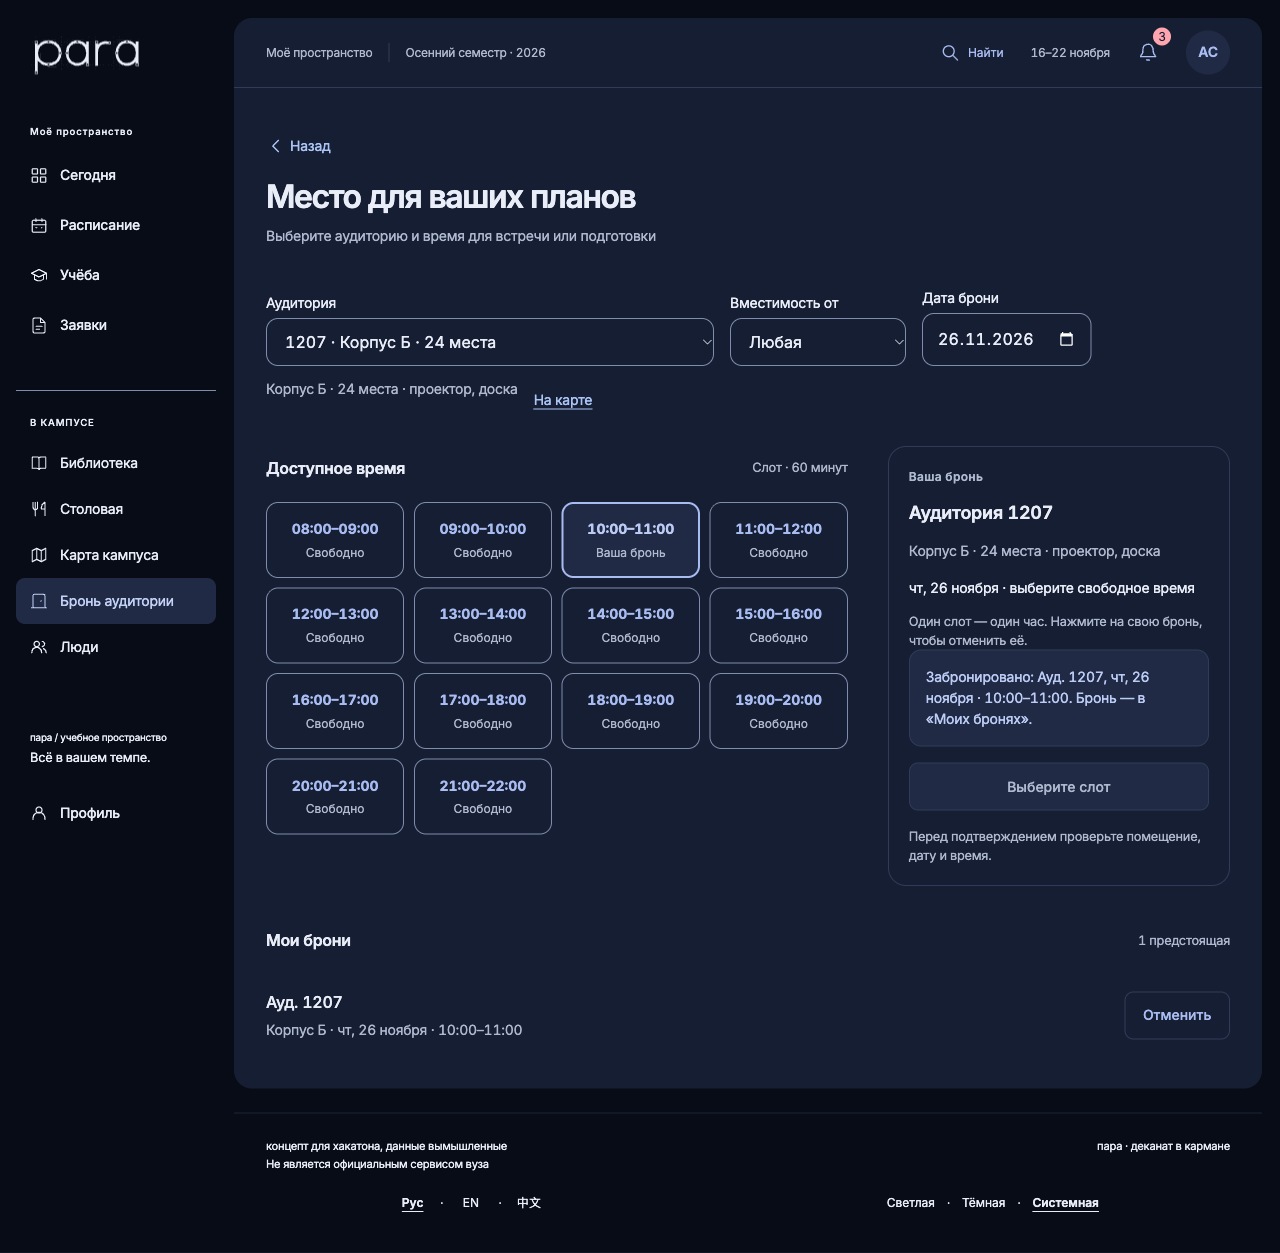 para
Моё пространство
Сегодня
Расписание
Учёба
Заявки
В КАМПУСЕ
Библиотека
Столовая
Карта кампуса
Бронь аудитории
Люди
пара / учебное пространство
Всё в вашем темпе.
Профиль
Моё пространство
Осенний семестр · 2026
Найти
16–22 ноября
3
АС
Назад
Место для ваших планов
Выберите аудиторию и время для встречи или подготовки
Аудитория
1207 · Корпус Б · 24 места
Вместимость от
Любая
Дата брони
26.11.2026
Корпус Б · 24 места · проектор, доска
На карте
Доступное время
Слот · 60 минут
08:00–09:00
Свободно
09:00–10:00
Свободно
10:00–11:00
Ваша бронь
11:00–12:00
Свободно
12:00–13:00
Свободно
13:00–14:00
Свободно
14:00–15:00
Свободно
15:00–16:00
Свободно
16:00–17:00
Свободно
17:00–18:00
Свободно
18:00–19:00
Свободно
19:00–20:00
Свободно
20:00–21:00
Свободно
21:00–22:00
Свободно
Ваша бронь
Аудитория 1207
Корпус Б · 24 места · проектор, доска
чт, 26 ноября · выберите свободное время
Один слот — один час. Нажмите на свою бронь,
чтобы отменить её.
Забронировано: Ауд. 1207, чт, 26
ноября · 10:00–11:00. Бронь — в
«Моих бронях».
Выберите слот
Перед подтверждением проверьте помещение,
дату и время.
Мои брони
1 предстоящая
Ауд. 1207
Корпус Б · чт, 26 ноября · 10:00–11:00
Отменить
концепт для хакатона, данные вымышленные
Не является официальным сервисом вуза
пара · деканат в кармане
Рус · EN · 中文
Светлая · Тёмная · Системная